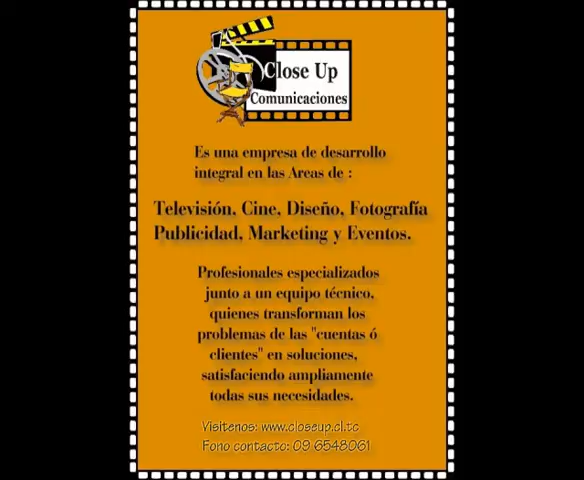 Close Up
Comunicaciones
Es una empresa de desarrollo
integral en las Areas de :
Televisión, Cine, Diseño, Fotografía
Publicidad, Marketing y Eventos.
Profesionales especializados
junto a un equipo técnico,
quienes transforman los
problemas de las "cuentas ó
clientes" en soluciones,
satisfaciendo ampliamente
todas sus necesidades.
Visitenos: www.closeup.cl.tc
Fono contacto: 09 6548061